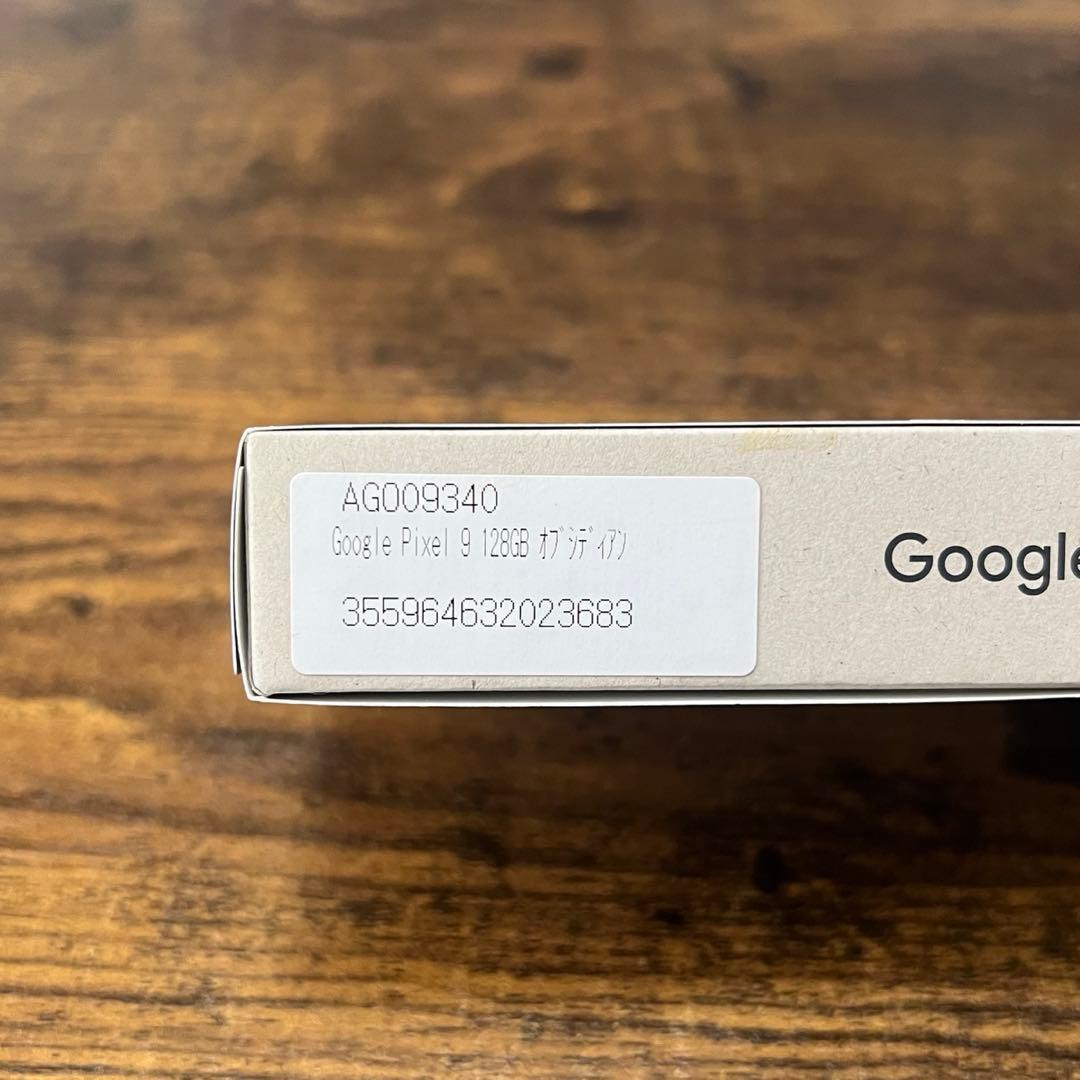 AG009340
Google Pixel 9 128GB ｵﾌﾞｼﾃﾞｨｱﾝ
355964632023683
Google